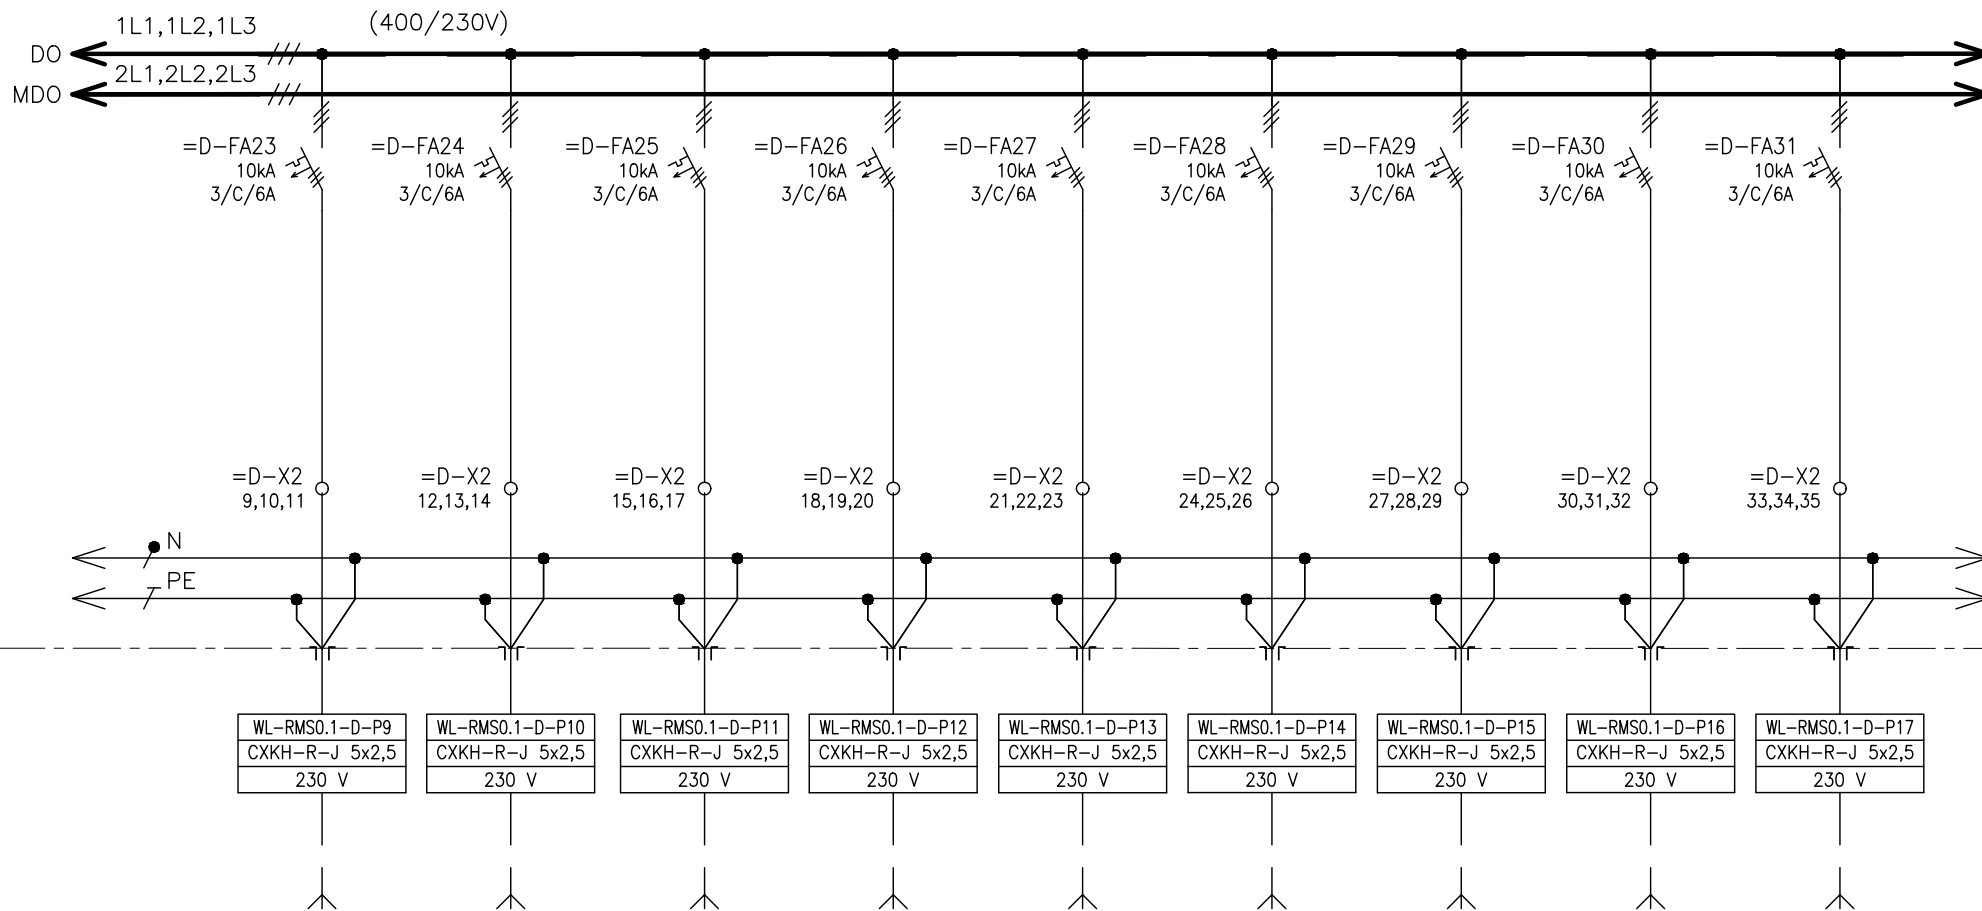 1L1,1L2,1L3 (400/230V)
DO
2L1,2L2,2L3
MDO
=D-FA23 =D-FA24 =D-FA25 =D-FA26 =D-FA27 =D-FA28 =D-FA29 =D-FA30 =D-FA31
10kA 10kA 10kA 10kA 10kA 10kA 10kA 10kA 10kA
3/C/6A 3/C/6A 3/C/6A 3/C/6A 3/C/6A 3/C/6A 3/C/6A 3/C/6A 3/C/6A
=D-X2 =D-X2 =D-X2 =D-X2 =D-X2 =D-X2 =D-X2 =D-X2 =D-X2
9,10,11 12,13,14 15,16,17 18,19,20 21,22,23 24,25,26 27,28,29 30,31,32 33,34,35
N
PE
WL-RMS0.1-D-P9 WL-RMS0.1-D-P10 WL-RMS0.1-D-P11 WL-RMS0.1-D-P12 WL-RMS0.1-D-P13 WL-RMS0.1-D-P14 WL-RMS0.1-D-P15 WL-RMS0.1-D-P16 WL-RMS0.1-D-P17
CXKH-R-J 5x2,5 CXKH-R-J 5x2,5 CXKH-R-J 5x2,5 CXKH-R-J 5x2,5 CXKH-R-J 5x2,5 CXKH-R-J 5x2,5 CXKH-R-J 5x2,5 CXKH-R-J 5x2,5 CXKH-R-J 5x2,5
230 V 230 V 230 V 230 V 230 V 230 V 230 V 230 V 230 V